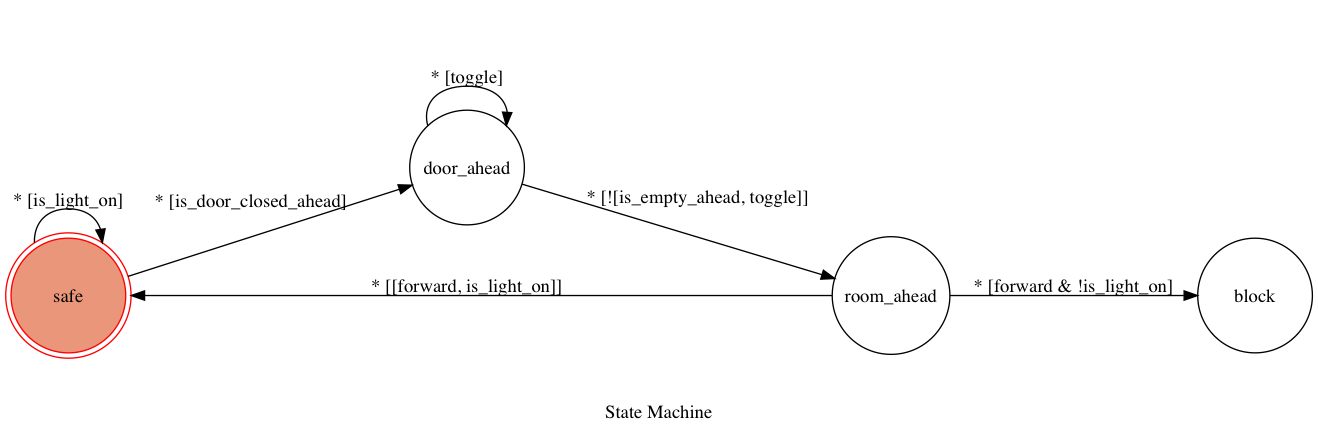 * [toggle]
door_ahead
* [is_light_on]
* [is_door_closed_ahead]
* [![is_empty_ahead, toggle]]
safe
* [[forward, is_light_on]]
room_ahead
* [forward & !is_light_on]
block
State Machine